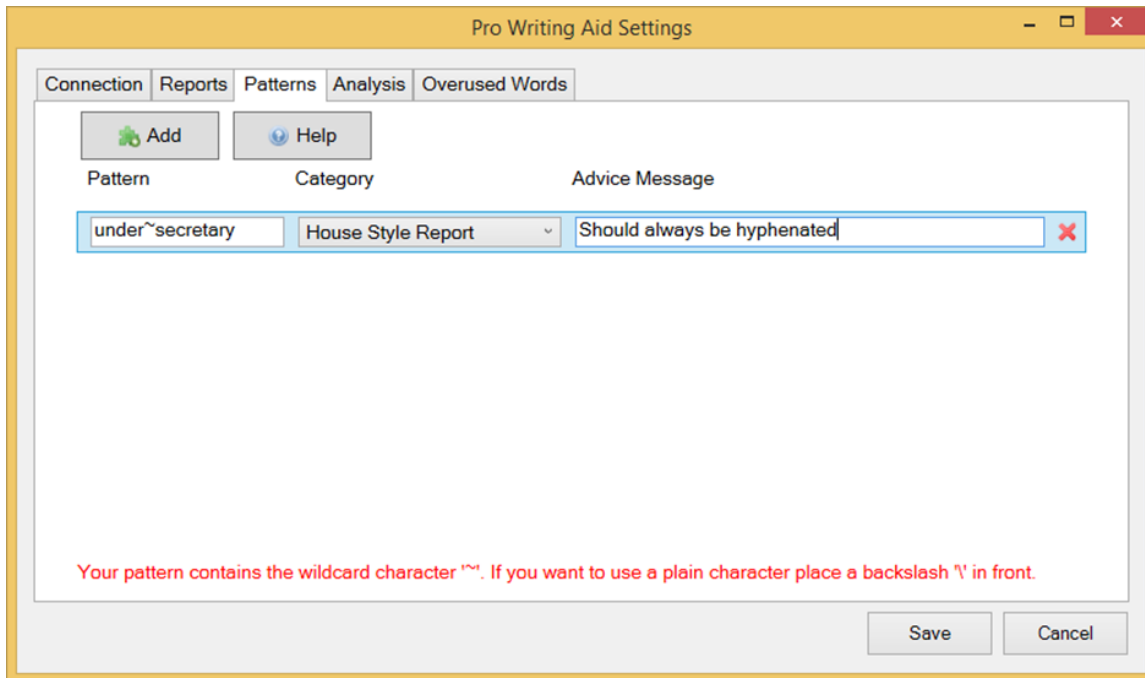 Pro Writing Aid Settings
Connection Reports Patterns Analysis Overused Words
Add Help
Pattern Category Advice Message
under~secretary House Style Report Should always be hyphenated
Your pattern contains the wildcard character '~'. If you want to use a plain character place a backslash '\' in front.
Save Cancel